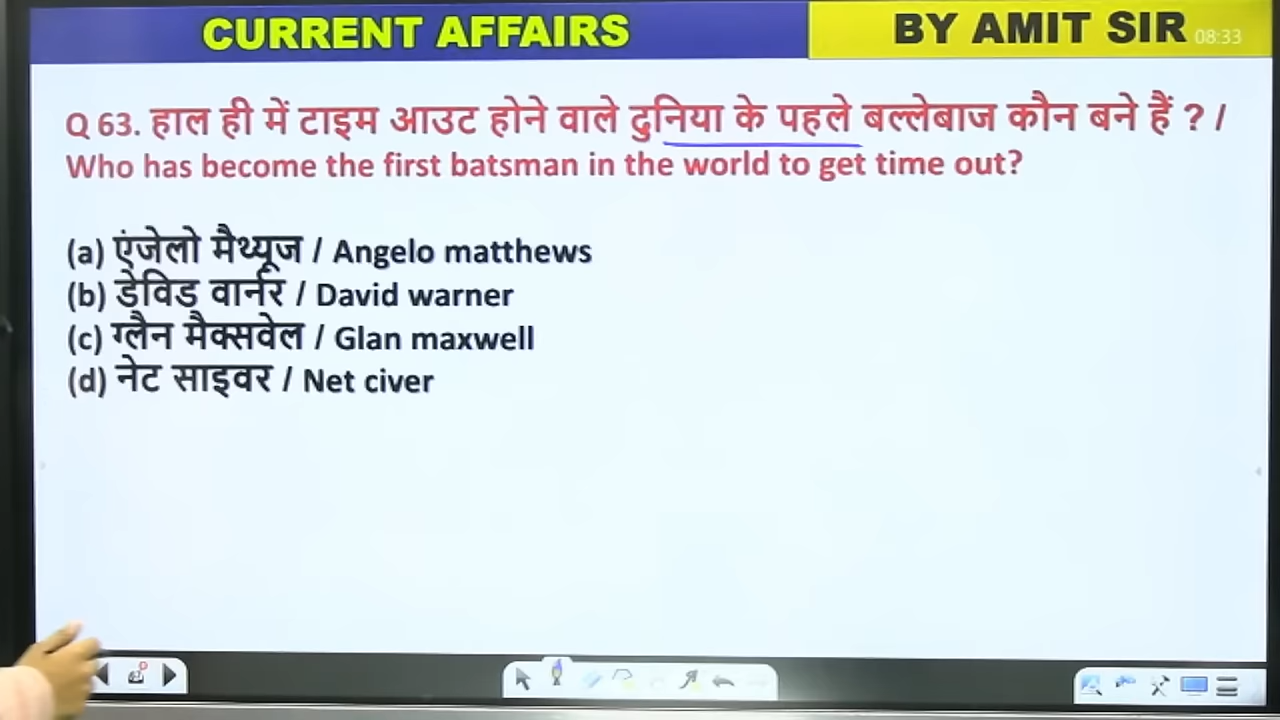 CURRENT AFFAIRS
BY AMIT SIR 08:33
Q 63. हाल ही में टाइम आउट होने वाले दुनिया के पहले बल्लेबाज कौन बने हैं ? /
Who has become the first batsman in the world to get time out?
(a) एंजेलो मैथ्यूज / Angelo matthews
(b) डेविड वार्नर / David warner
(c) ग्लैन मैक्सवेल / Glan maxwell
(d) नेट साइवर / Net civer